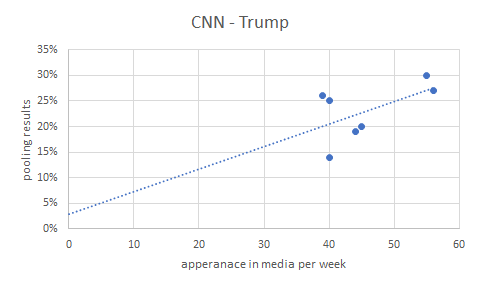 CNN - Trump
35%
30%
25%
20%
15%
10%
5%
0%
pooling results
0 10 20 30 40 50 60
apperanace in media per week